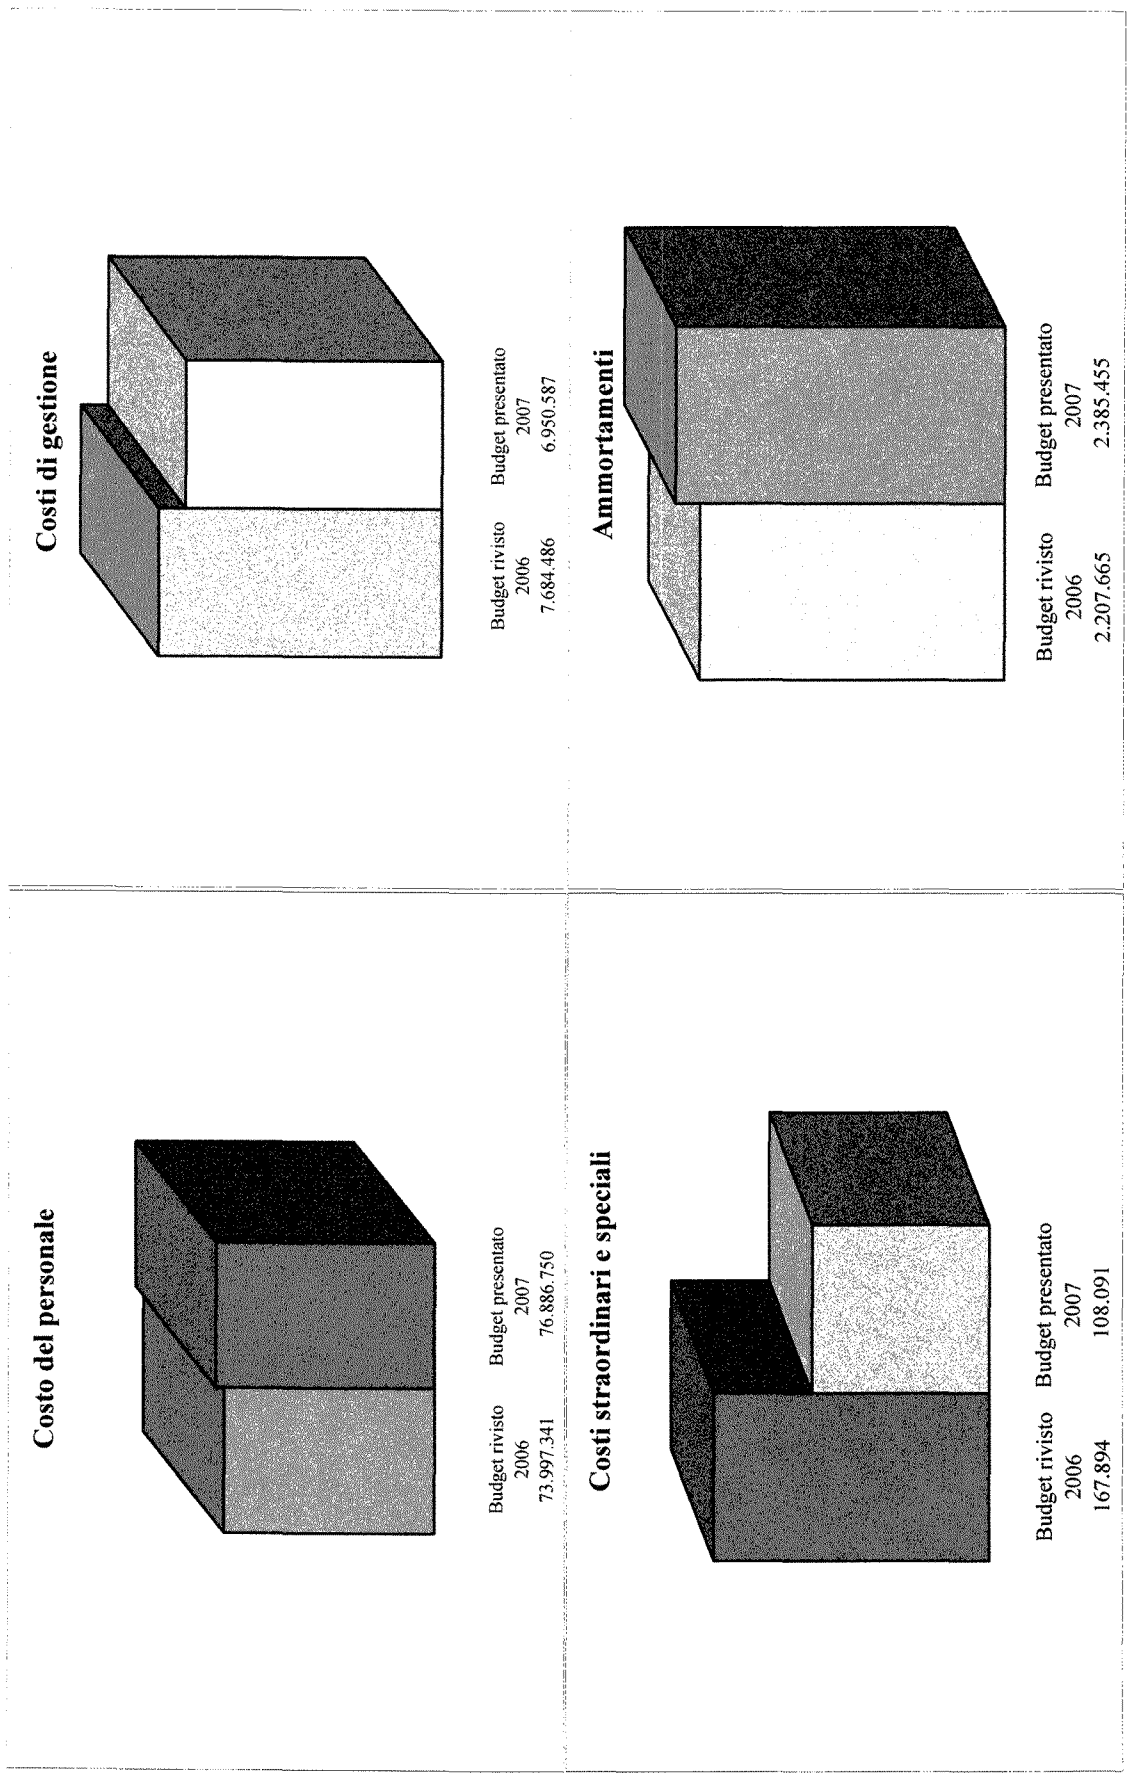 Costo del personale
Budget rivisto Budget presentato
2006 2007
73.997.341 76.886.750
Costi di gestione
Budget rivisto Budget presentato
2006 2007
7.684.486 6.950.587
Costi straordinari e speciali
Budget rivisto Budget presentato
2006 2007
167.894 108.091
Ammortamenti
Budget rivisto Budget presentato
2006 2007
2.207.665 2.385.455